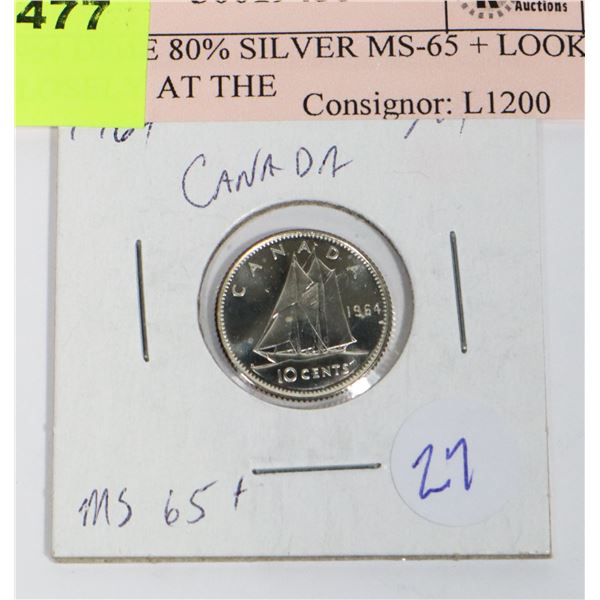 477
Auctions
E 80% SILVER MS-65 + LOOK
AT THE
Consignor: L1200
CANADA
CANADA
1964
10 CENTS
MS 65+
27